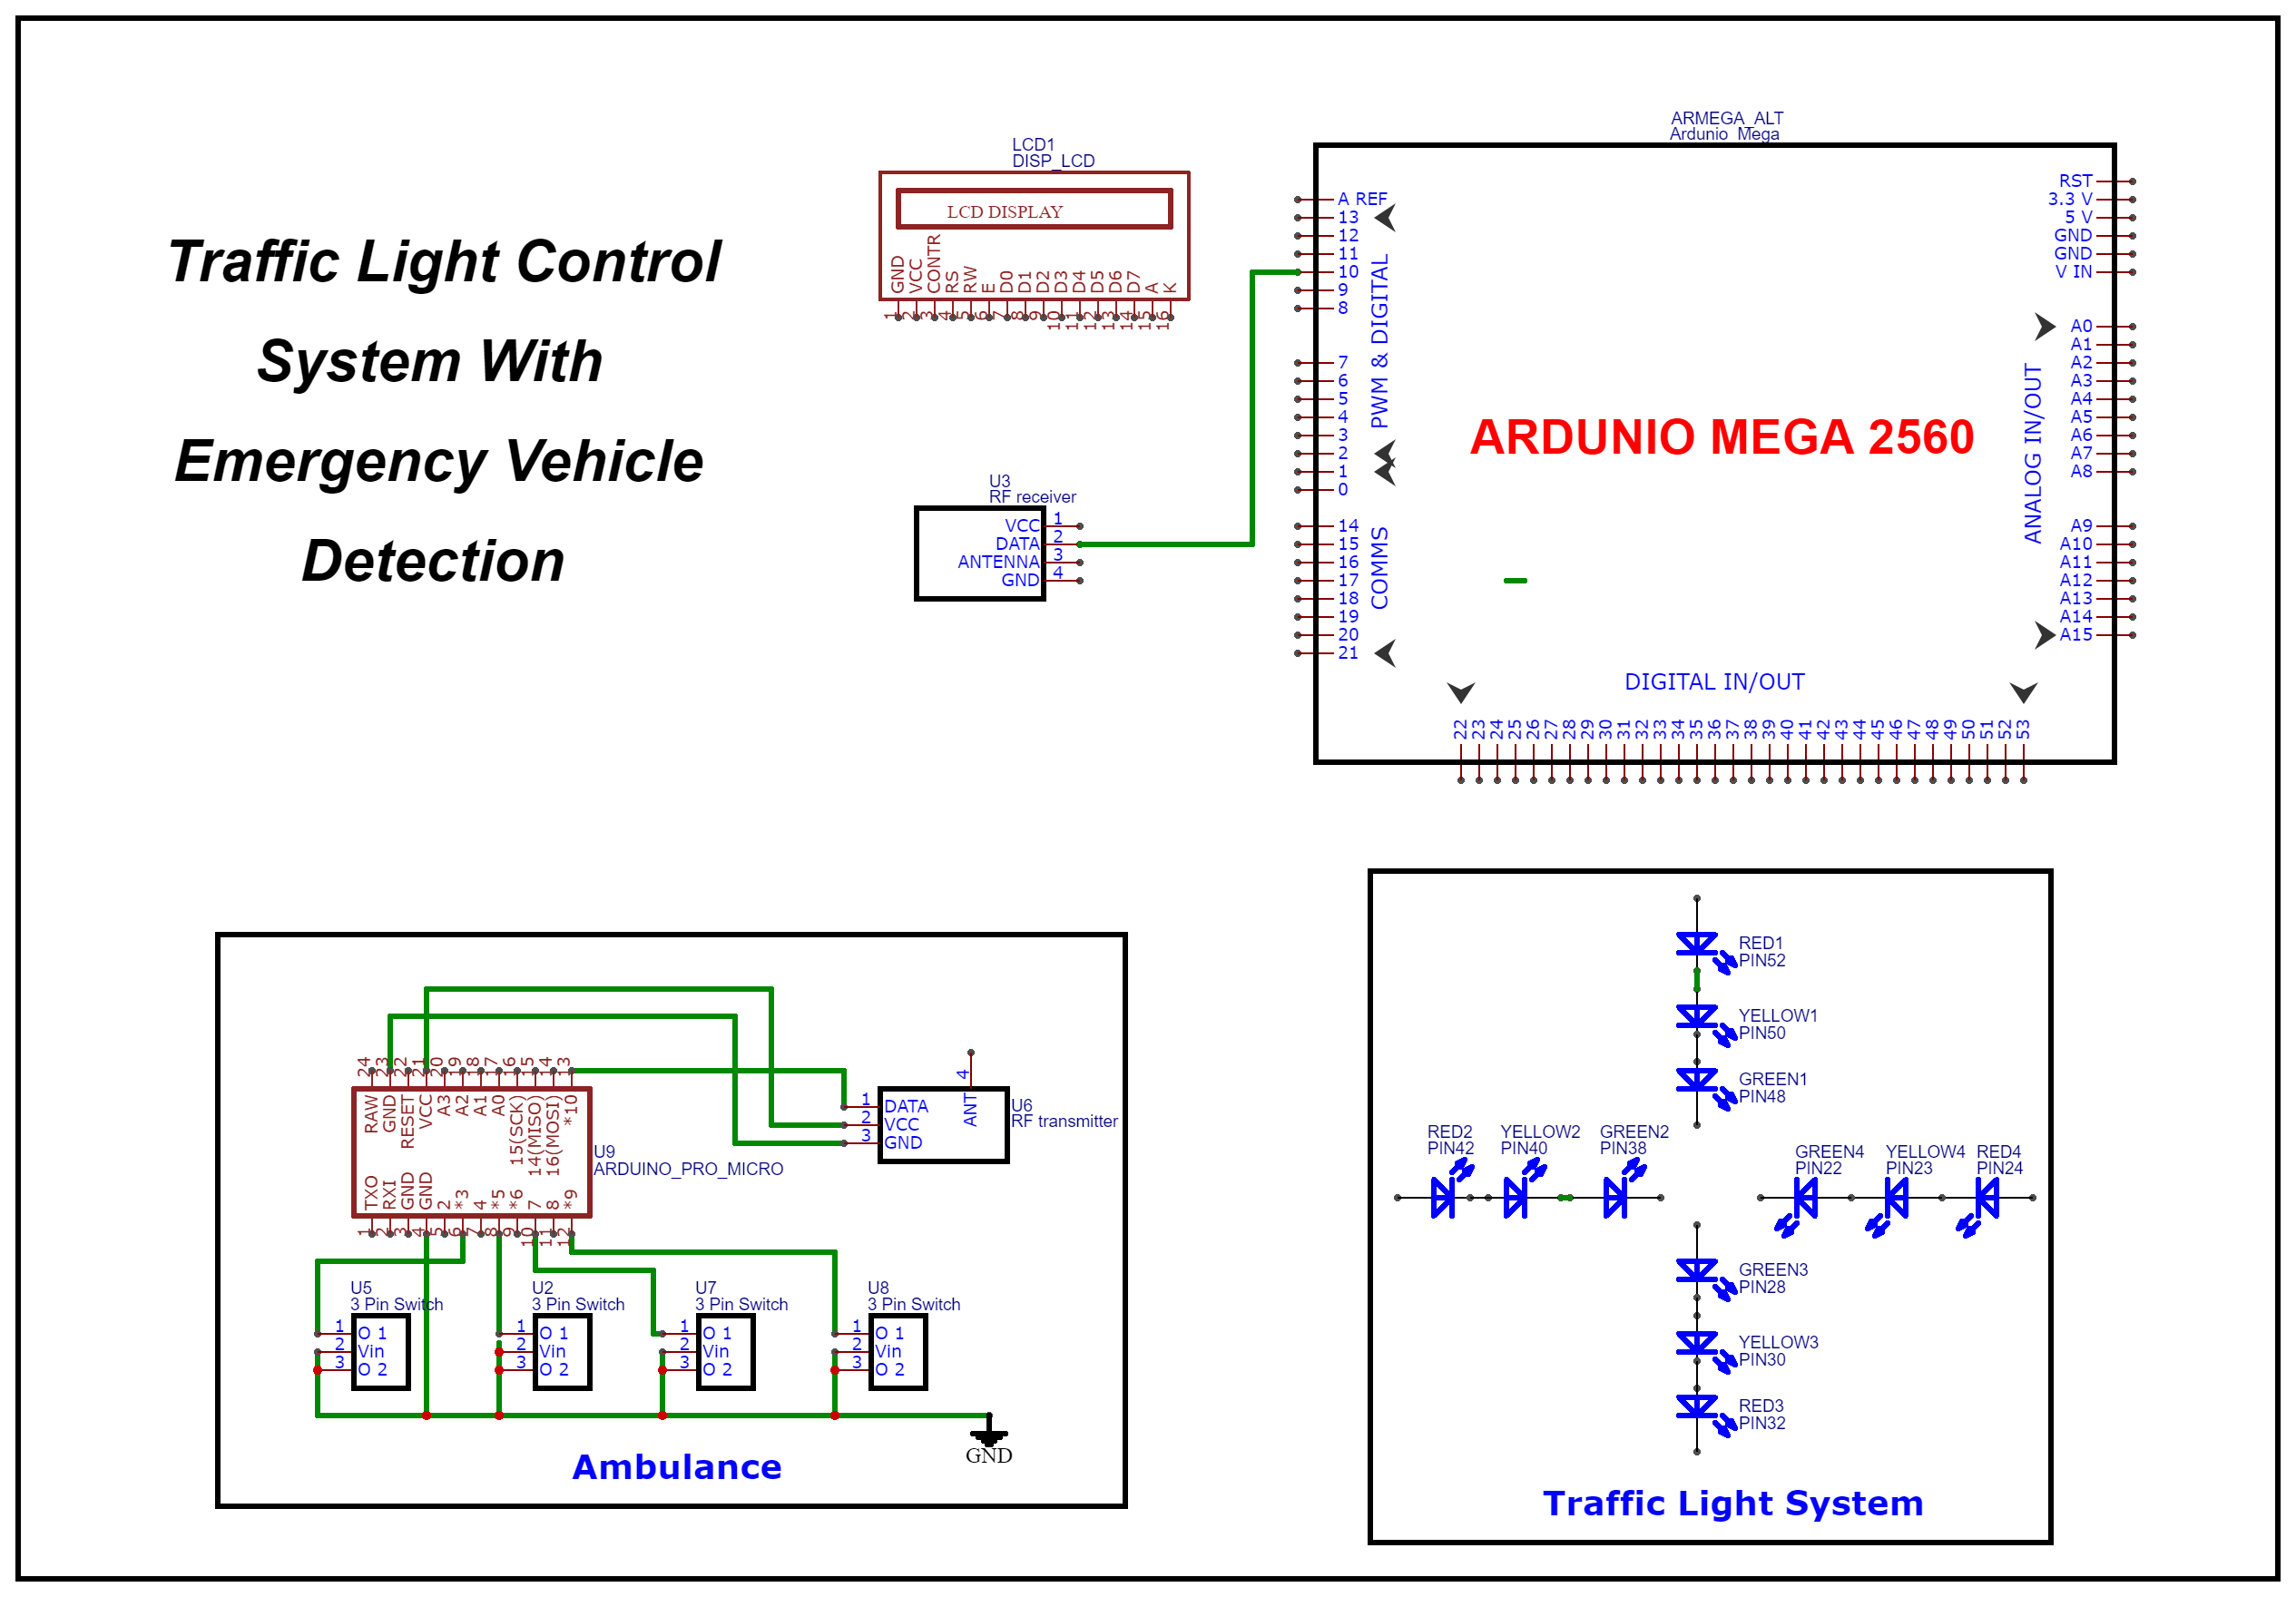 Traffic Light Control
System With
Emergency Vehicle
Detection
LCD1
DISP_LCD
LCD DISPLAY
GND
VCC
CONTR
RS
RW
E
D0
D1
D2
D3
D4
D5
D6
D7
A
K
1
2
3
4
5
6
7
8
9
10
11
12
13
14
15
16
U3
RF receiver
VCC 1
DATA 2
ANTENNA 3
GND 4
ARMEGA_ALT
Ardunio_Mega
A REF
13
12
11
10
9
8
7
6
5
4
3
2
1
0
14
15
16
17
18
19
20
21
PWM & DIGITAL
COMMS
ARDUNIO MEGA 2560
RST
3.3 V
5 V
GND
GND
V IN
A0
A1
A2
A3
A4
A5
A6
A7
A8
A9
A10
A11
A12
A13
A14
A15
ANALOG IN/OUT
DIGITAL IN/OUT
22
23
24
25
26
27
28
29
30
31
32
33
34
35
36
37
38
39
40
41
42
43
44
45
46
47
48
49
50
51
52
53
24
23
22
21
20
19
18
17
16
15
14
13
RAW
GND
RESET
VCC
A3
A2
A1
A0
15(SCK)
14(MISO)
16(MOSI)
*10
TXO
RXI
GND
GND
2
*3
4
*5
*6
7
8
*9
1
2
3
4
5
6
7
8
9
10
11
12
U9
ARDUINO_PRO_MICRO
1 DATA
2 VCC
3 GND
4
ANT
U6
RF transmitter
U5
3 Pin Switch
1 O 1
2 Vin
3 O 2
U2
3 Pin Switch
1 O 1
2 Vin
3 O 2
U7
3 Pin Switch
1 O 1
2 Vin
3 O 2
U8
3 Pin Switch
1 O 1
2 Vin
3 O 2
GND
Ambulance
RED1
PIN52
YELLOW1
PIN50
GREEN1
PIN48
RED2
PIN42
YELLOW2
PIN40
GREEN2
PIN38
GREEN4
PIN22
YELLOW4
PIN23
RED4
PIN24
GREEN3
PIN28
YELLOW3
PIN30
RED3
PIN32
Traffic Light System